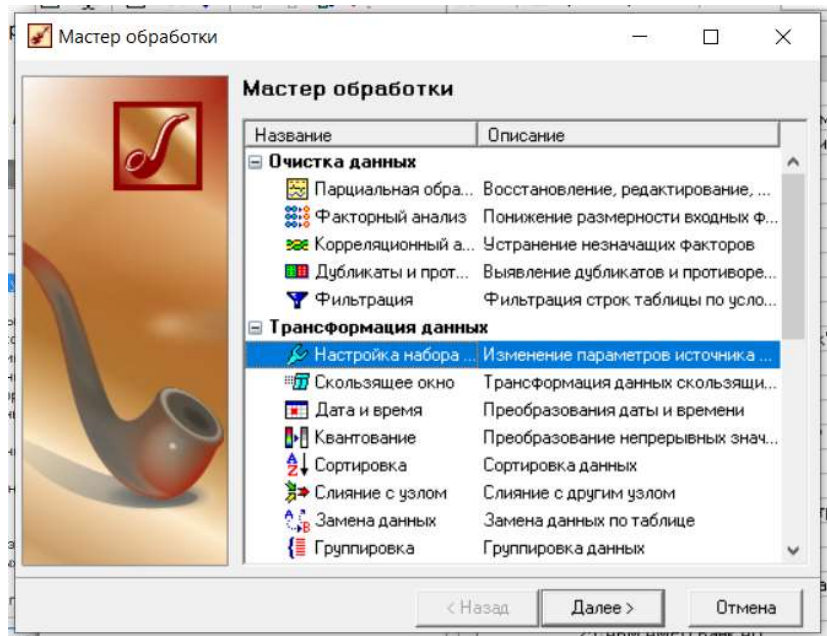 Мастер обработки
Мастер обработки
Название Описание
Очистка данных
Парциальная обра... Восстановление, редактирование, ...
Факторный анализ Понижение размерности входных ф...
Корреляционный а... Устранение незначащих факторов
Дубликаты и прот... Выявление дубликатов и противоре...
Фильтрация Фильтрация строк таблицы по усло...
Трансформация данных
Настройка набора ... Изменение параметров источника ...
Скользящее окно Трансформация данных скользящи...
Дата и время Преобразования даты и времени
Квантование Преобразование непрерывных знач...
Сортировка Сортировка данных
Слияние с узлом Слияние с другим узлом
Замена данных Замена данных по таблице
Группировка Группировка данных
< Назад Далее > Отмена